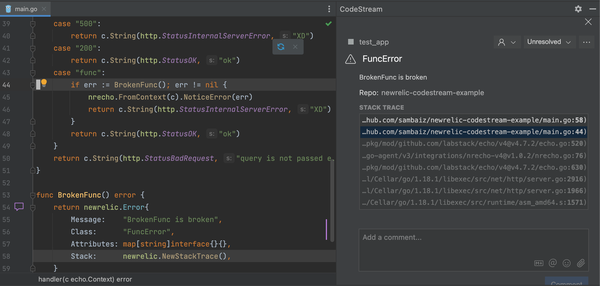 main.go
CodeStream
39 case "500":
40 return c.String(http.StatusInternalServerError, s: "XD")
41 case "200":
42 return c.String(http.StatusOK, s: "ok")
43 case "func":
44 if err := BrokenFunc(); err != nil {
45 nrecho.FromContext(c).NoticeError(err)
46 return c.String(http.StatusInternalServerError, s: "XD")
47 }
48 return c.String(http.StatusOK, s: "ok")
49 }
50 return c.String(http.StatusBadRequest, s: "query is not passed e
51 }
52
53 func BrokenFunc() error {
54 return newrelic.Error{
55 Message: "BrokenFunc is broken",
56 Class: "FuncError",
57 Attributes: map[string]interface{}{},
58 Stack: newrelic.NewStackTrace(),
59 }
handler(c echo.Context) error
test_app
Unresolved
FuncError
BrokenFunc is broken
Repo: newrelic-codestream-example
STACK TRACE
…hub.com/sambaiz/newrelic-codestream-example/main.go:58)
…hub.com/sambaiz/newrelic-codestream-example/main.go:44)
…pkg/mod/github.com/labstack/echo/v4@v4.7.2/echo.go:520)
…go-agent/v3/integrations/nrecho-v4@v1.0.2/nrecho.go:76)
…pkg/mod/github.com/labstack/echo/v4@v4.7.2/echo.go:630)
…l/Cellar/go/1.18.1/libexec/src/net/http/server.go:2916)
…l/Cellar/go/1.18.1/libexec/src/net/http/server.go:1966)
…/Cellar/go/1.18.1/libexec/src/runtime/asm_amd64.s:1571)
Add a comment...
Comment